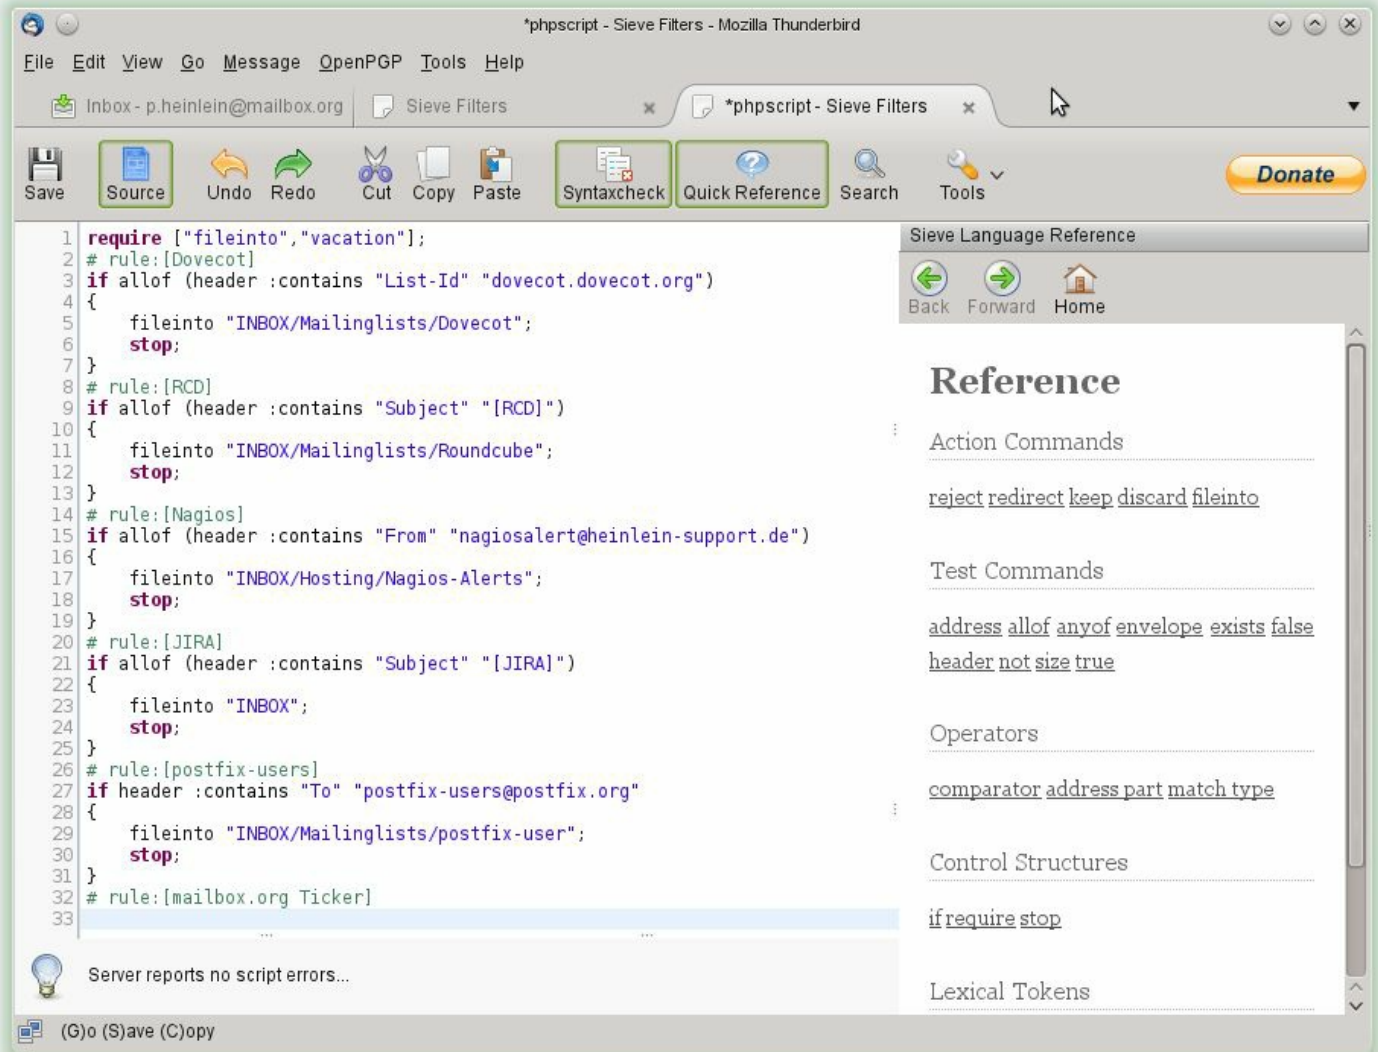 *phpscript - Sieve Filters - Mozilla Thunderbird
File Edit View Go Message OpenPGP Tools Help
Inbox - p.heinlein@mailbox.org Sieve Filters *phpscript - Sieve Filters
Save Source Undo Redo Cut Copy Paste Syntaxcheck Quick Reference Search Tools Donate
1 require ["fileinto","vacation"];
2 # rule:[Dovecot]
3 if allof (header :contains "List-Id" "dovecot.dovecot.org")
4 {
5 fileinto "INBOX/Mailinglists/Dovecot";
6 stop;
7 }
8 # rule:[RCD]
9 if allof (header :contains "Subject" "[RCD]")
10 {
11 fileinto "INBOX/Mailinglists/Roundcube";
12 stop;
13 }
14 # rule:[Nagios]
15 if allof (header :contains "From" "nagiosalert@heinlein-support.de")
16 {
17 fileinto "INBOX/Hosting/Nagios-Alerts";
18 stop;
19 }
20 # rule:[JIRA]
21 if allof (header :contains "Subject" "[JIRA]")
22 {
23 fileinto "INBOX";
24 stop;
25 }
26 # rule:[postfix-users]
27 if header :contains "To" "postfix-users@postfix.org"
28 {
29 fileinto "INBOX/Mailinglists/postfix-user";
30 stop;
31 }
32 # rule:[mailbox.org Ticker]
33
Sieve Language Reference
Back Forward Home
Reference
Action Commands
reject redirect keep discard fileinto
Test Commands
address allof anyof envelope exists false
header not size true
Operators
comparator address part match type
Control Structures
if require stop
Lexical Tokens
Server reports no script errors...
(G)o (S)ave (C)opy